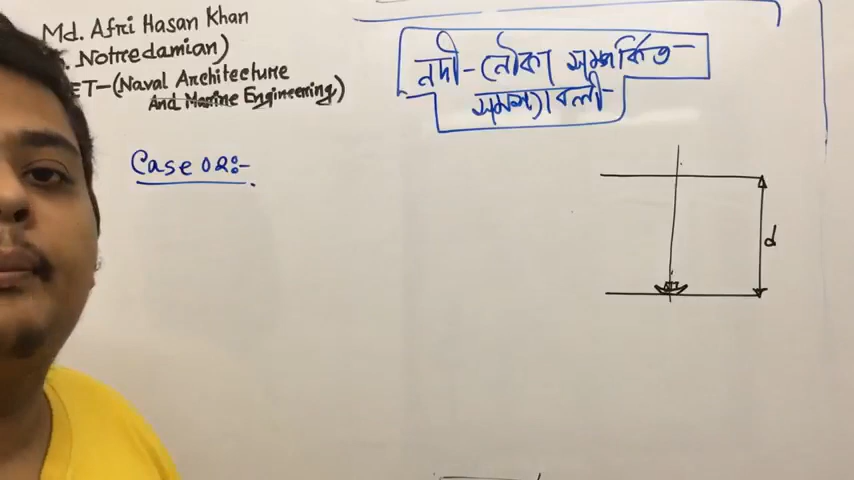 Md. Afri Hasan Khan
Notredamian)
ET-(Naval Architecture
And Marine Engineering)
নদী-নৌকা সম্পর্কিত
সমস্যাবলী
Case 02:-
d